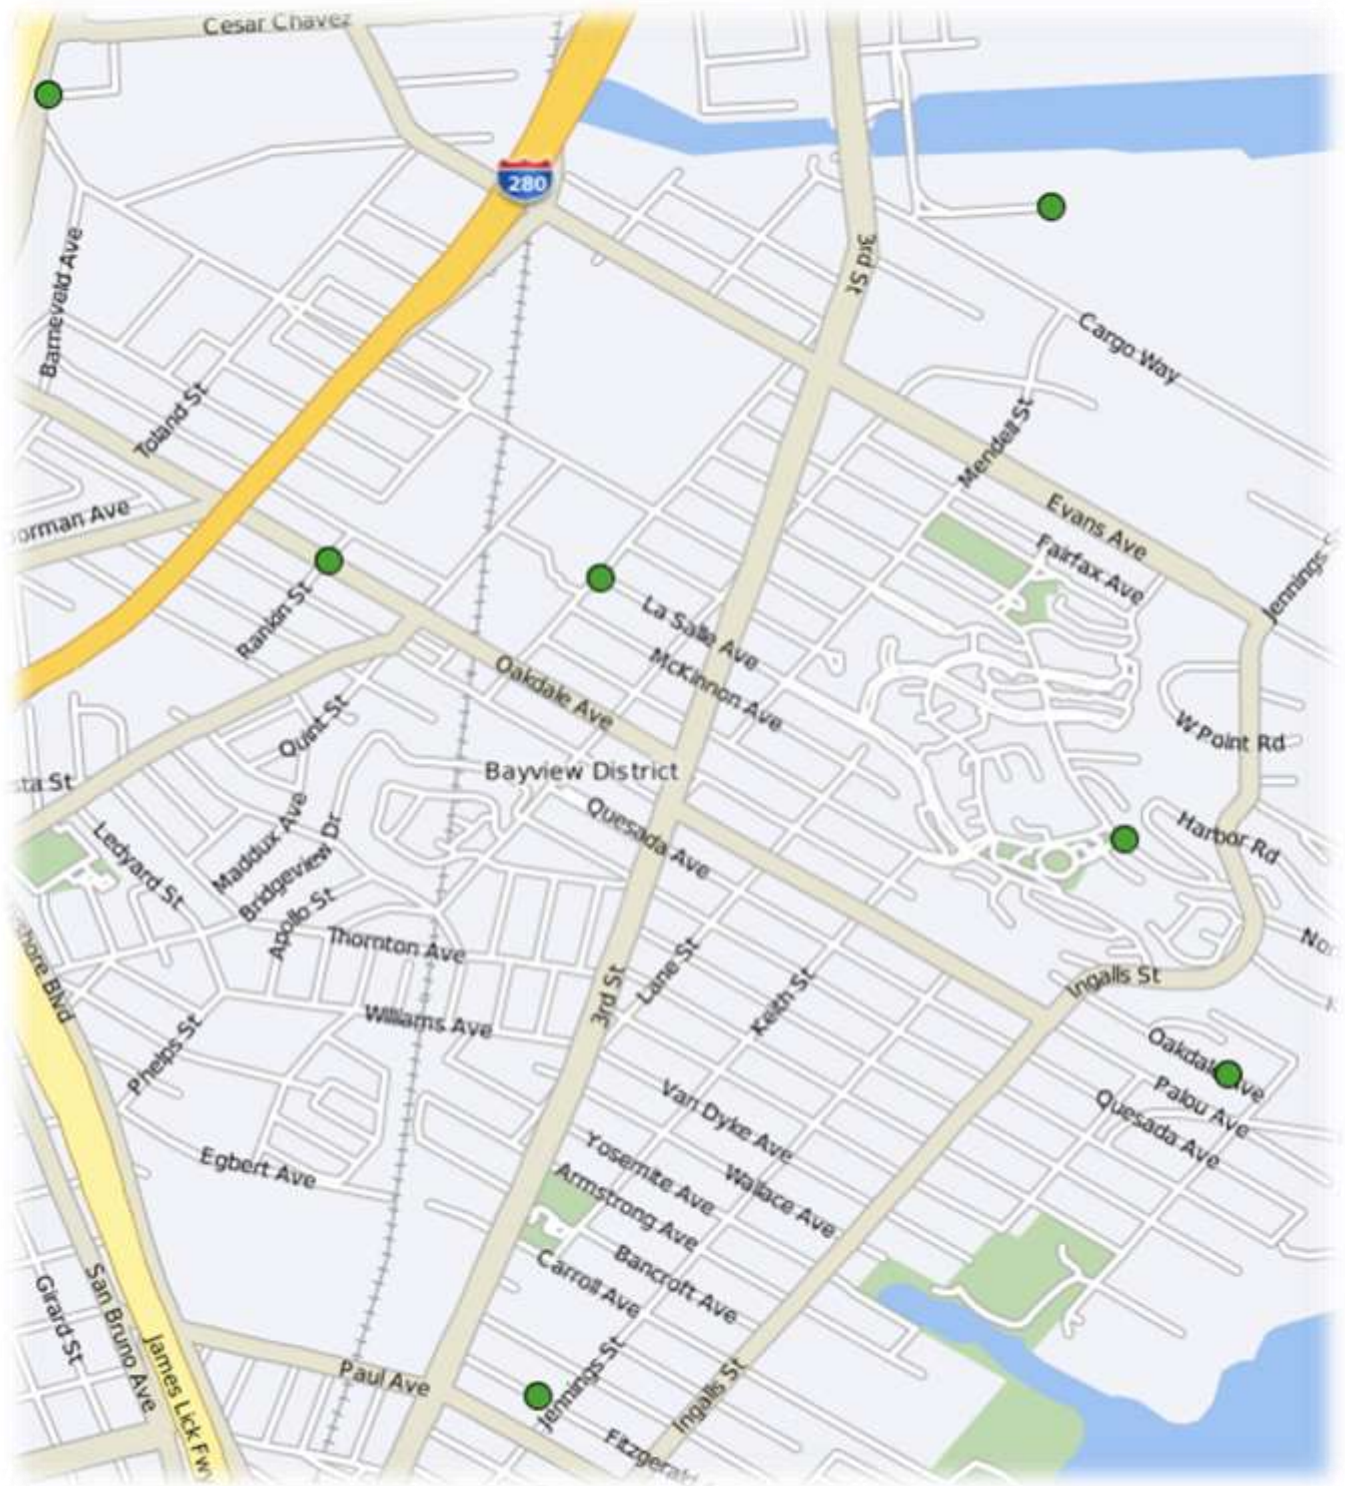 Cesar Chavez
280
Barneveld Ave
3rd St
Cargo Way
Toland St
Mendell St
Evans Ave
Fairfax Ave
Jennings
Rankin St
La Salle Ave
McKinnon Ave
Oakdale Ave
Quint St
W Point Rd
Bayview District
Quesada Ave
Harbor Rd
Maddux Ave
Bridgeview Dr
Ledyard St
Apollo St
Thornton Ave
Lane St
3rd St
Keith St
Ingalls St
Williams Ave
Phelps St
Oakdale Ave
Palou Ave
Quesada Ave
Van Dyke Ave
Yosemite Ave
Wallace Ave
Egbert Ave
Armstrong Ave
Bancroft Ave
Carroll Ave
San Bruno Ave
Girard St
James Lick Fwy
Paul Ave
Jennings St
Ingalls St
Fitzgerald